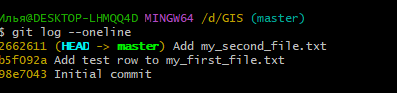 Илья@DESKTOP-LHMQQ4D MINGW64 /d/GIS (master)
$ git log --oneline
2662611 (HEAD -> master) Add my_second_file.txt
b5f092a Add test row to my_first_file.txt
98e7043 Initial commit